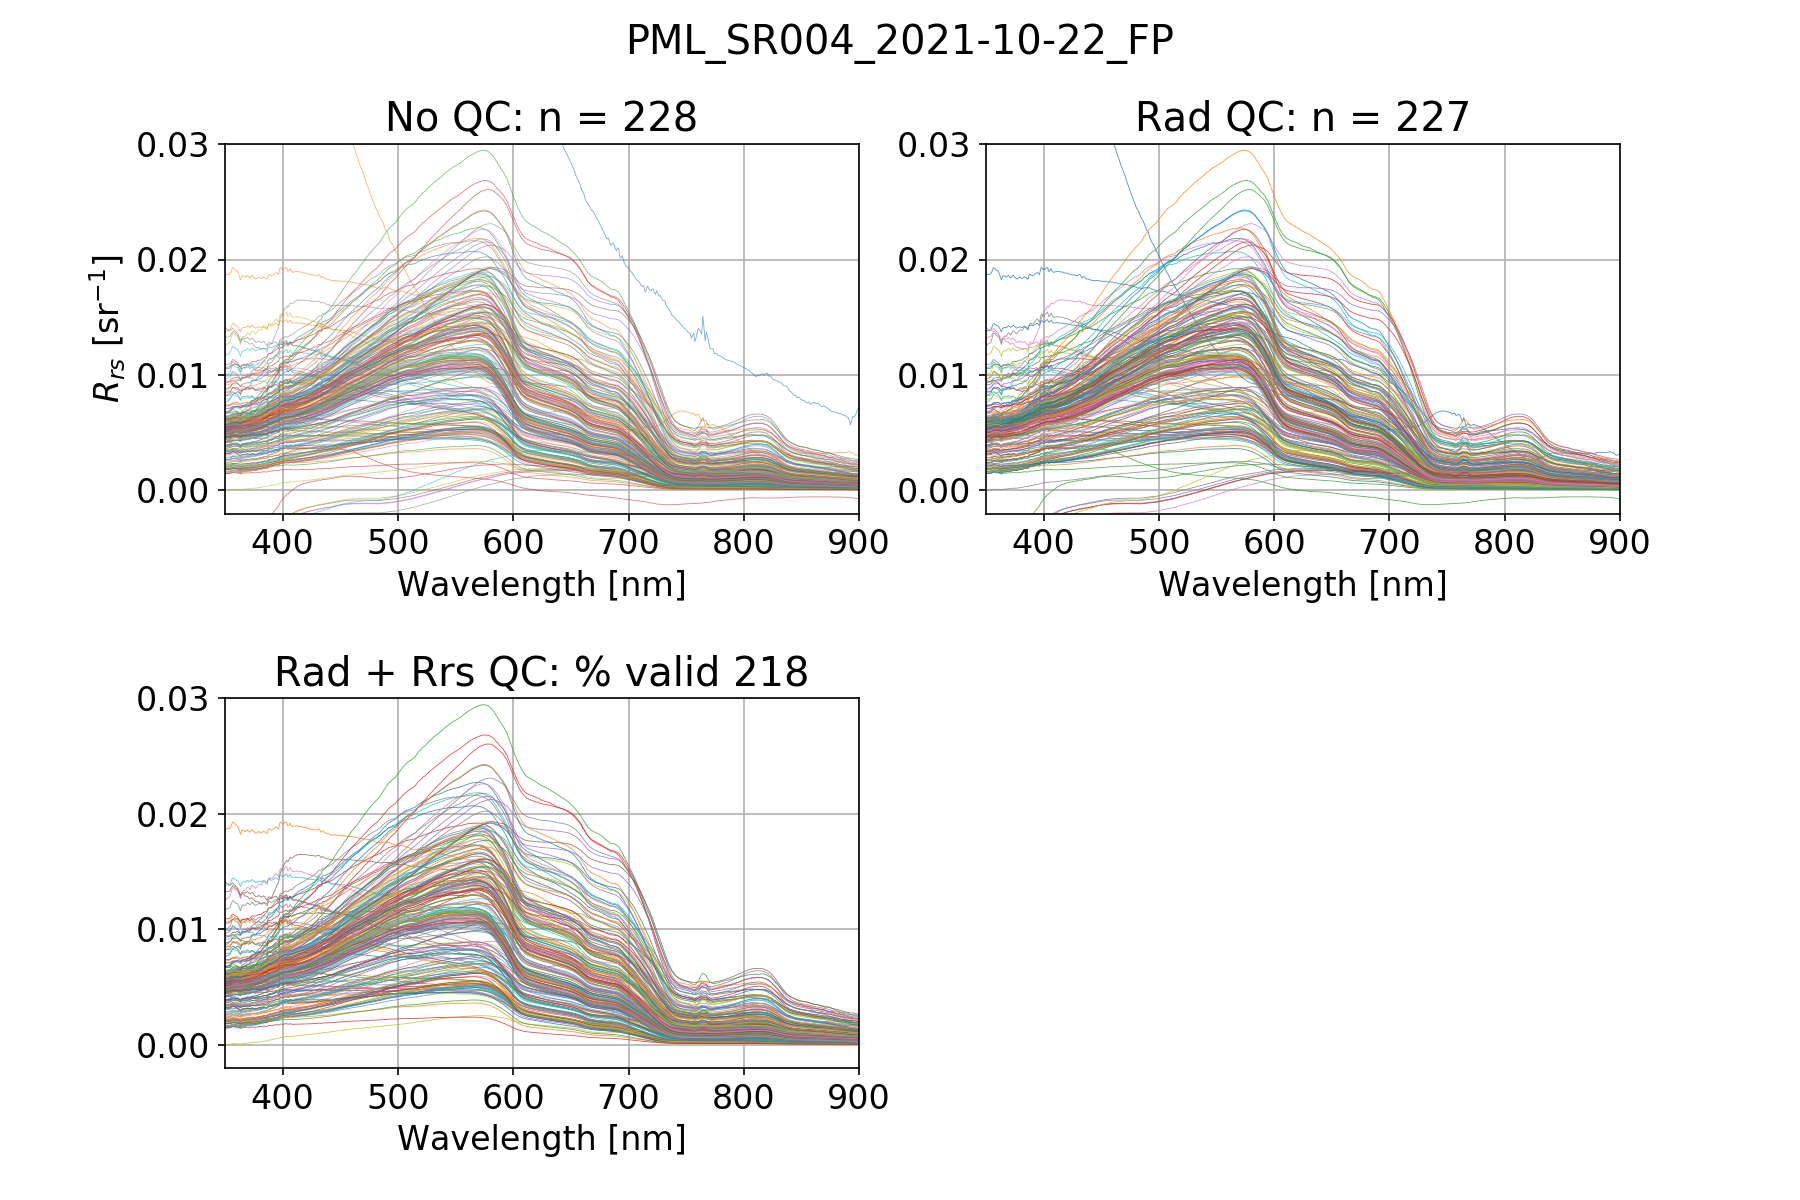 PML_SR004_2021-10-22_FP
No QC: n = 228
Rad QC: n = 227
0.03
0.02
0.01
0.00
R_rs [sr⁻¹]
400 500 600 700 800 900
Wavelength [nm]
0.03
0.02
0.01
0.00
400 500 600 700 800 900
Wavelength [nm]
Rad + Rrs QC: % valid 218
0.03
0.02
0.01
0.00
400 500 600 700 800 900
Wavelength [nm]